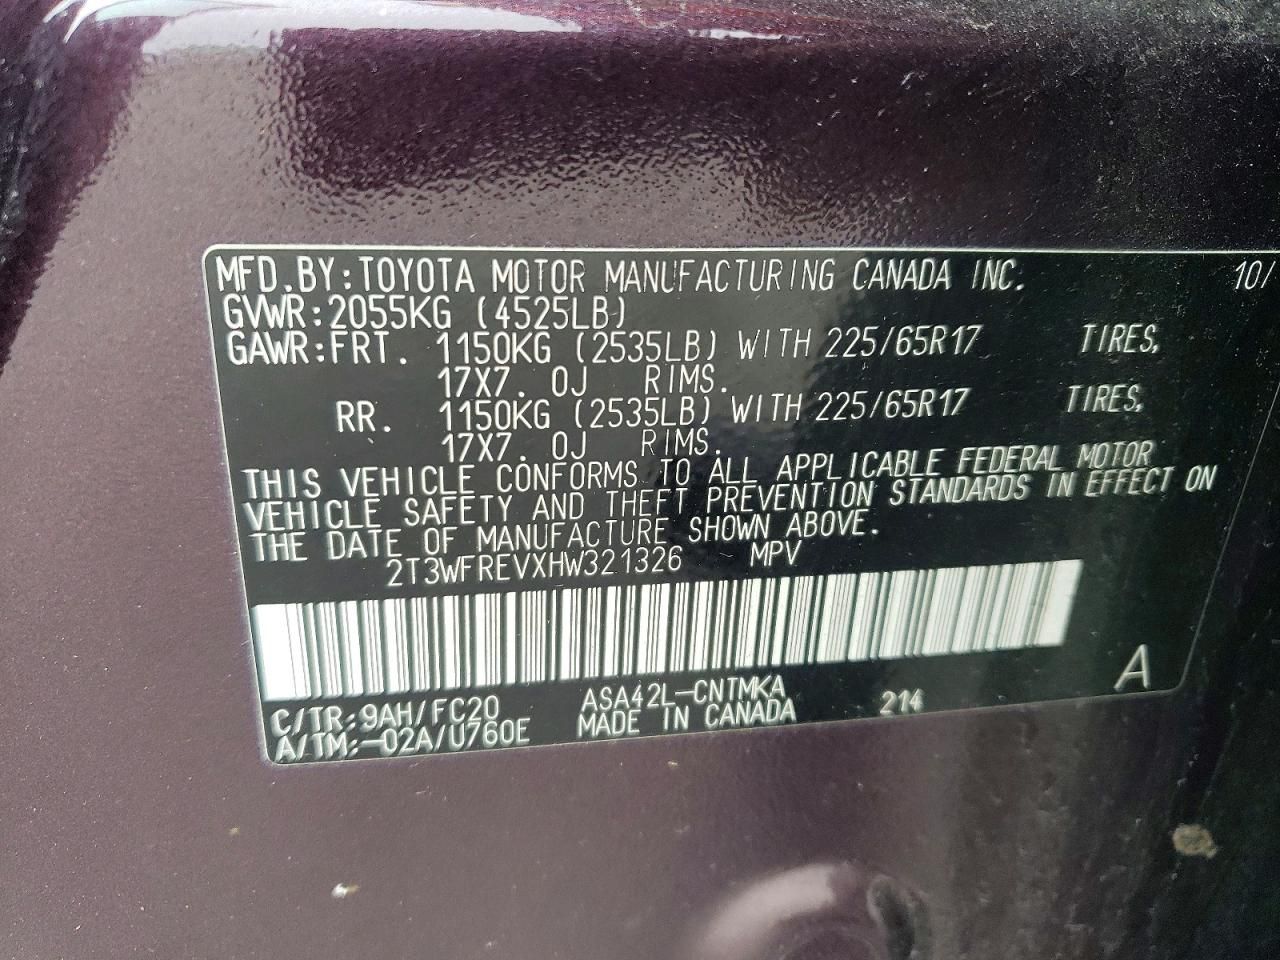 MFD.BY:TOYOTA MOTOR MANUFACTURING CANADA INC. 10/
GVWR:2055KG (4525LB)
GAWR:FRT. 1150KG (2535LB) WITH 225/65R17 TIRES,
17X7. 0J RIMS.
RR. 1150KG (2535LB) WITH 225/65R17 TIRES,
17X7. 0J RIMS.
THIS VEHICLE CONFORMS TO ALL APPLICABLE FEDERAL MOTOR
VEHICLE SAFETY AND THEFT PREVENTION STANDARDS IN EFFECT ON
THE DATE OF MANUFACTURE SHOWN ABOVE.
2T3WFREVXHW321326 MPV
A
C/TR:9AH/FC20 ASA42L-CNTMKA 214
A/TM:-02A/U760E MADE IN CANADA